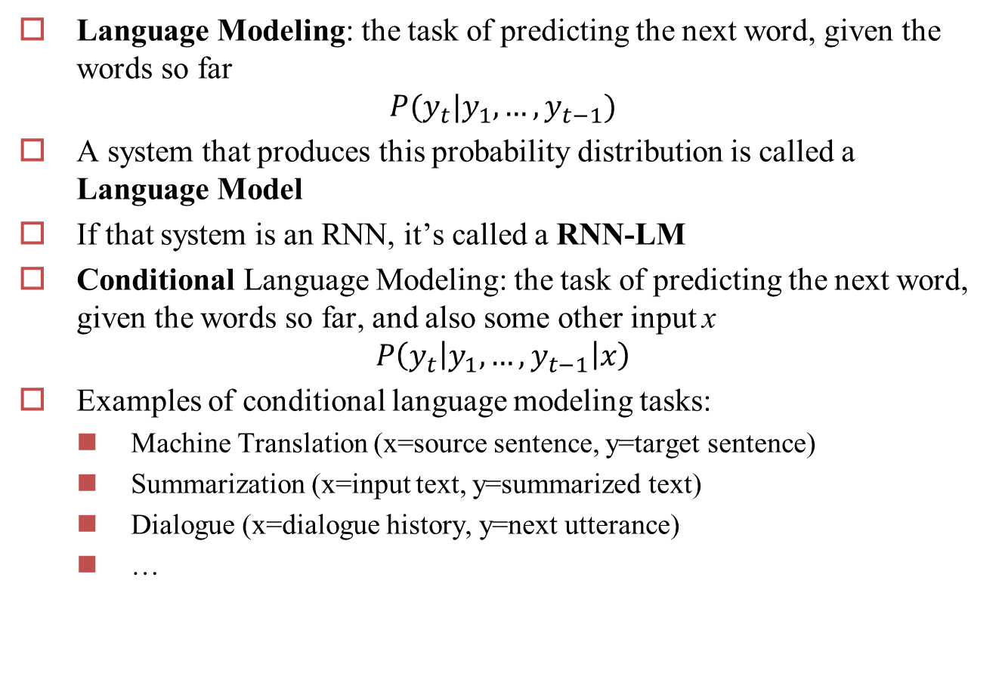 Language Modeling: the task of predicting the next word, given the
words so far
P(y_t|y_1, … , y_{t−1})
A system that produces this probability distribution is called a
Language Model
If that system is an RNN, it’s called a RNN-LM
Conditional Language Modeling: the task of predicting the next word,
given the words so far, and also some other input x
P(y_t|y_1, … , y_{t−1}|x)
Examples of conditional language modeling tasks:
Machine Translation (x=source sentence, y=target sentence)
Summarization (x=input text, y=summarized text)
Dialogue (x=dialogue history, y=next utterance)
…